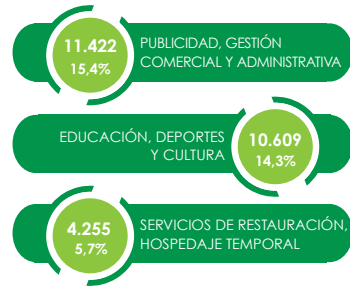 11.422
15,4%
PUBLICIDAD, GESTIÓN
COMERCIAL Y ADMINISTRATIVA
EDUCACIÓN, DEPORTES
Y CULTURA
10.609
14,3%
4.255
5,7%
SERVICIOS DE RESTAURACIÓN,
HOSPEDAJE TEMPORAL